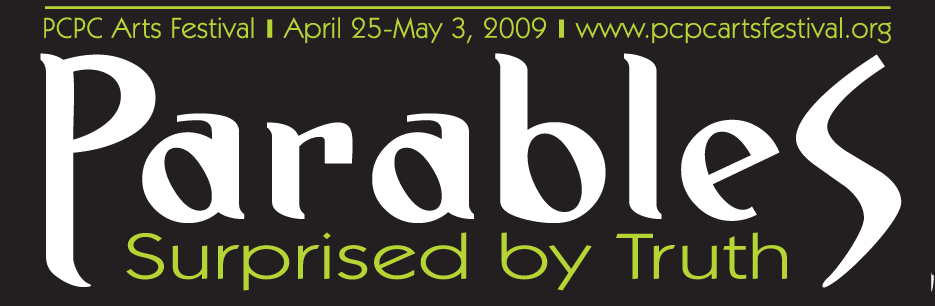 PCPC Arts Festival | April 25-May 3, 2009 | www.pcpcartsfestival.org
Parables
Surprised by Truth